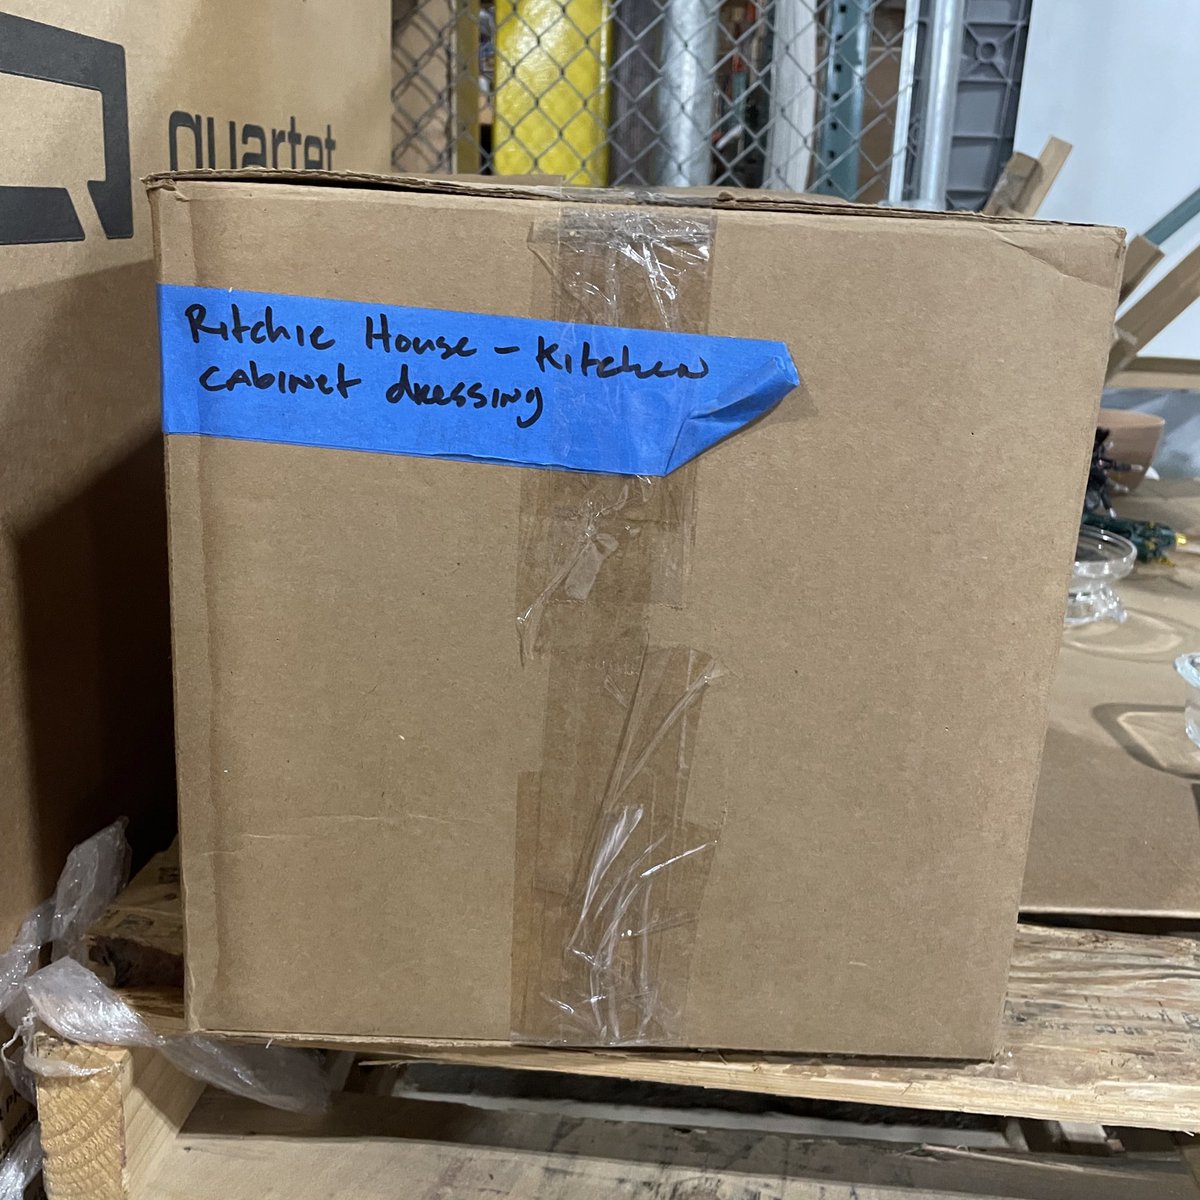 quartet
Ritchie House - Kitchen
cabinet dressing